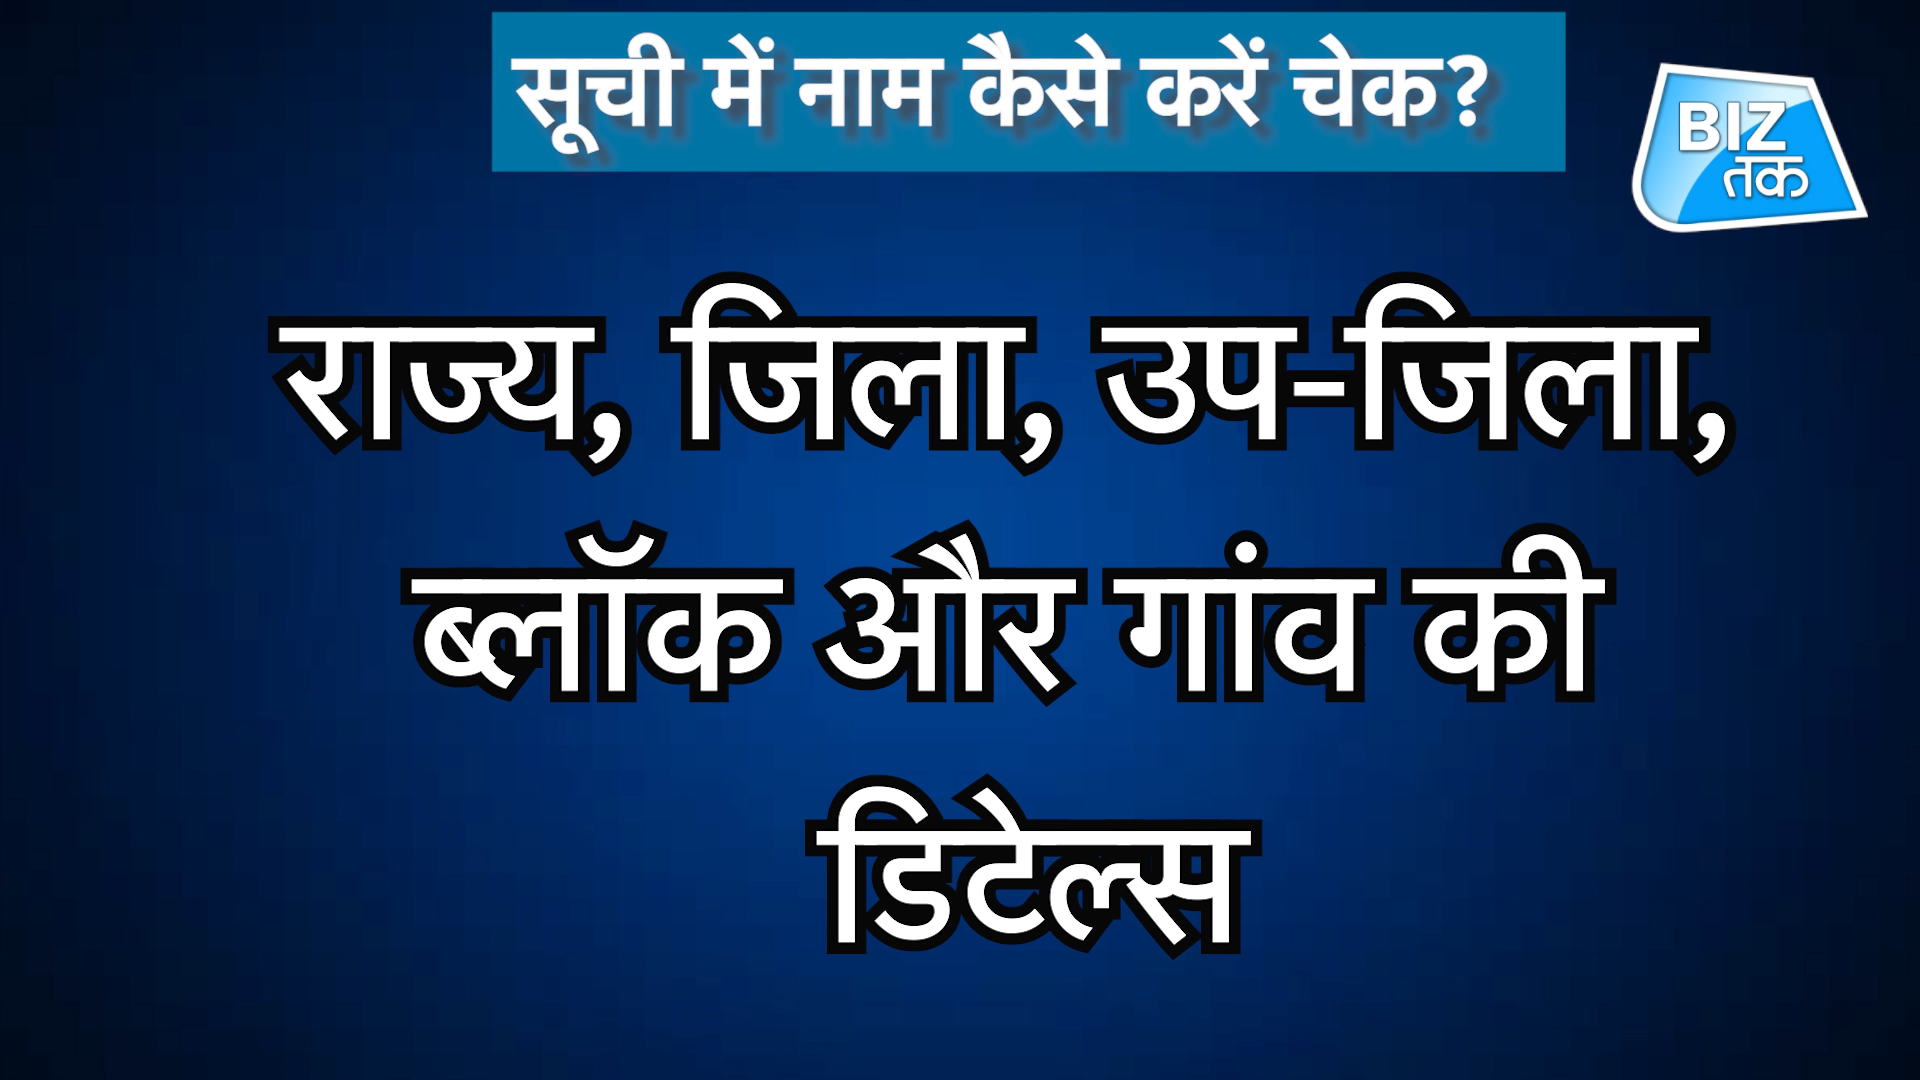 सूची में नाम कैसे करें चेक?
BIZ
तक
राज्य, जिला, उप-जिला,
ब्लॉक और गांव की
डिटेल्स